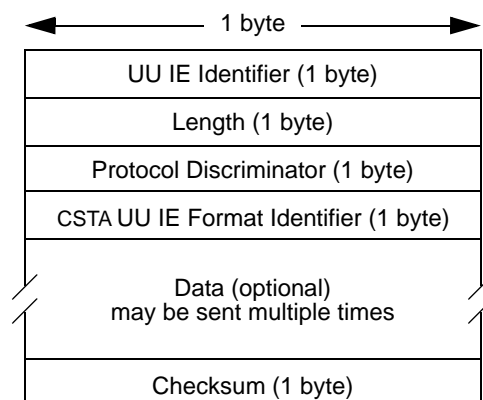 1 byte
UU IE Identifier (1 byte)
Length (1 byte)
Protocol Discriminator (1 byte)
CSTA UU IE Format Identifier (1 byte)
Data (optional)
may be sent multiple times
Checksum (1 byte)